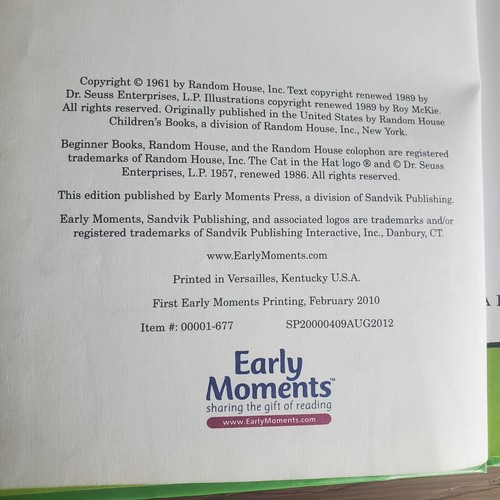 Copyright © 1961 by Random House, Inc. Text copyright renewed 1989 by
Dr. Seuss Enterprises, L.P. Illustrations copyright renewed 1989 by Roy McKie.
All rights reserved. Originally published in the United States by Random House
Children's Books, a division of Random House, Inc., New York.
Beginner Books, Random House, and the Random House colophon are registered
trademarks of Random House, Inc. The Cat in the Hat logo ® and © Dr. Seuss
Enterprises, L.P. 1957, renewed 1986. All rights reserved.
This edition published by Early Moments Press, a division of Sandvik Publishing.
Early Moments, Sandvik Publishing, and associated logos are trademarks and/or
registered trademarks of Sandvik Publishing Interactive, Inc., Danbury, CT.
www.EarlyMoments.com
Printed in Versailles, Kentucky U.S.A.
First Early Moments Printing, February 2010
Item #: 00001-677 SP20000409AUG2012
Early
Moments™
sharing the gift of reading
www.EarlyMoments.com